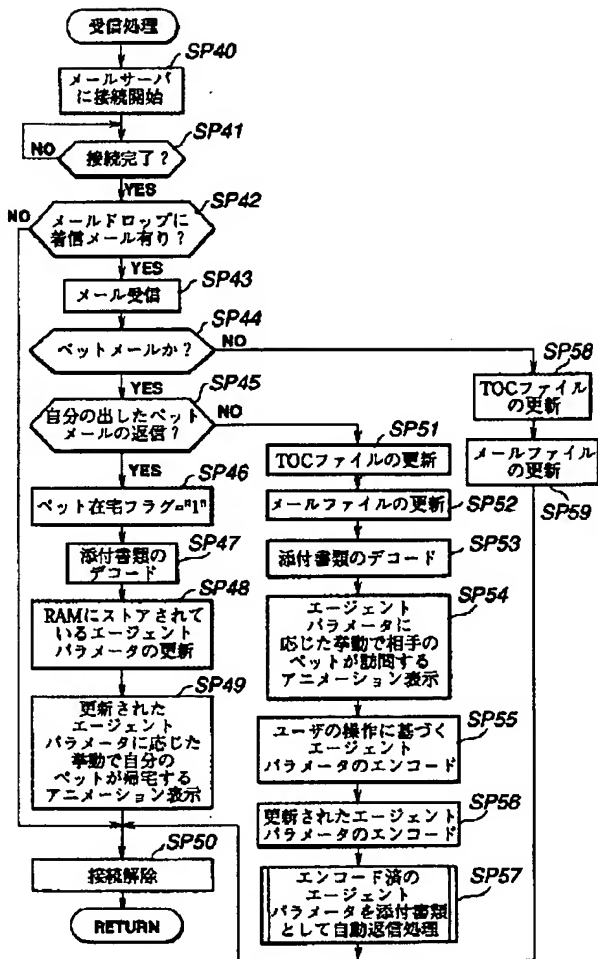 受信処理
SP40
メールサーバ
に接続開始
SP41
接続完了?
NO
YES
SP42
NO
メールドロップに
着信メール有り?
YES
SP43
メール受信
SP44
ペットメールか?
NO
YES
SP45
自分の出したペット
メールの返信?
NO
YES
SP46
ペット在宅フラグ="1"
SP47
添付書類の
デコード
SP48
RAMにストアされて
いるエージェント
パラメータの更新
SP49
更新された
エージェント
パラメータに応じた
挙動で自分の
ペットが帰宅する
アニメーション表示
SP50
接続解除
RETURN
SP51
TOCファイルの更新
メールファイルの更新
SP52
SP53
添付書類のデコード
SP54
エージェント
パラメータに
応じた挙動で相手の
ペットが訪問する
アニメーション表示
SP55
ユーザの操作に基づく
エージェント
パラメータのエンコード
SP56
更新されたエージェント
パラメータのエンコード
SP57
エンコード済の
エージェント
パラメータを添付書類
として自動返信処理
SP58
TOCファイル
の更新
メールファイル
の更新
SP59